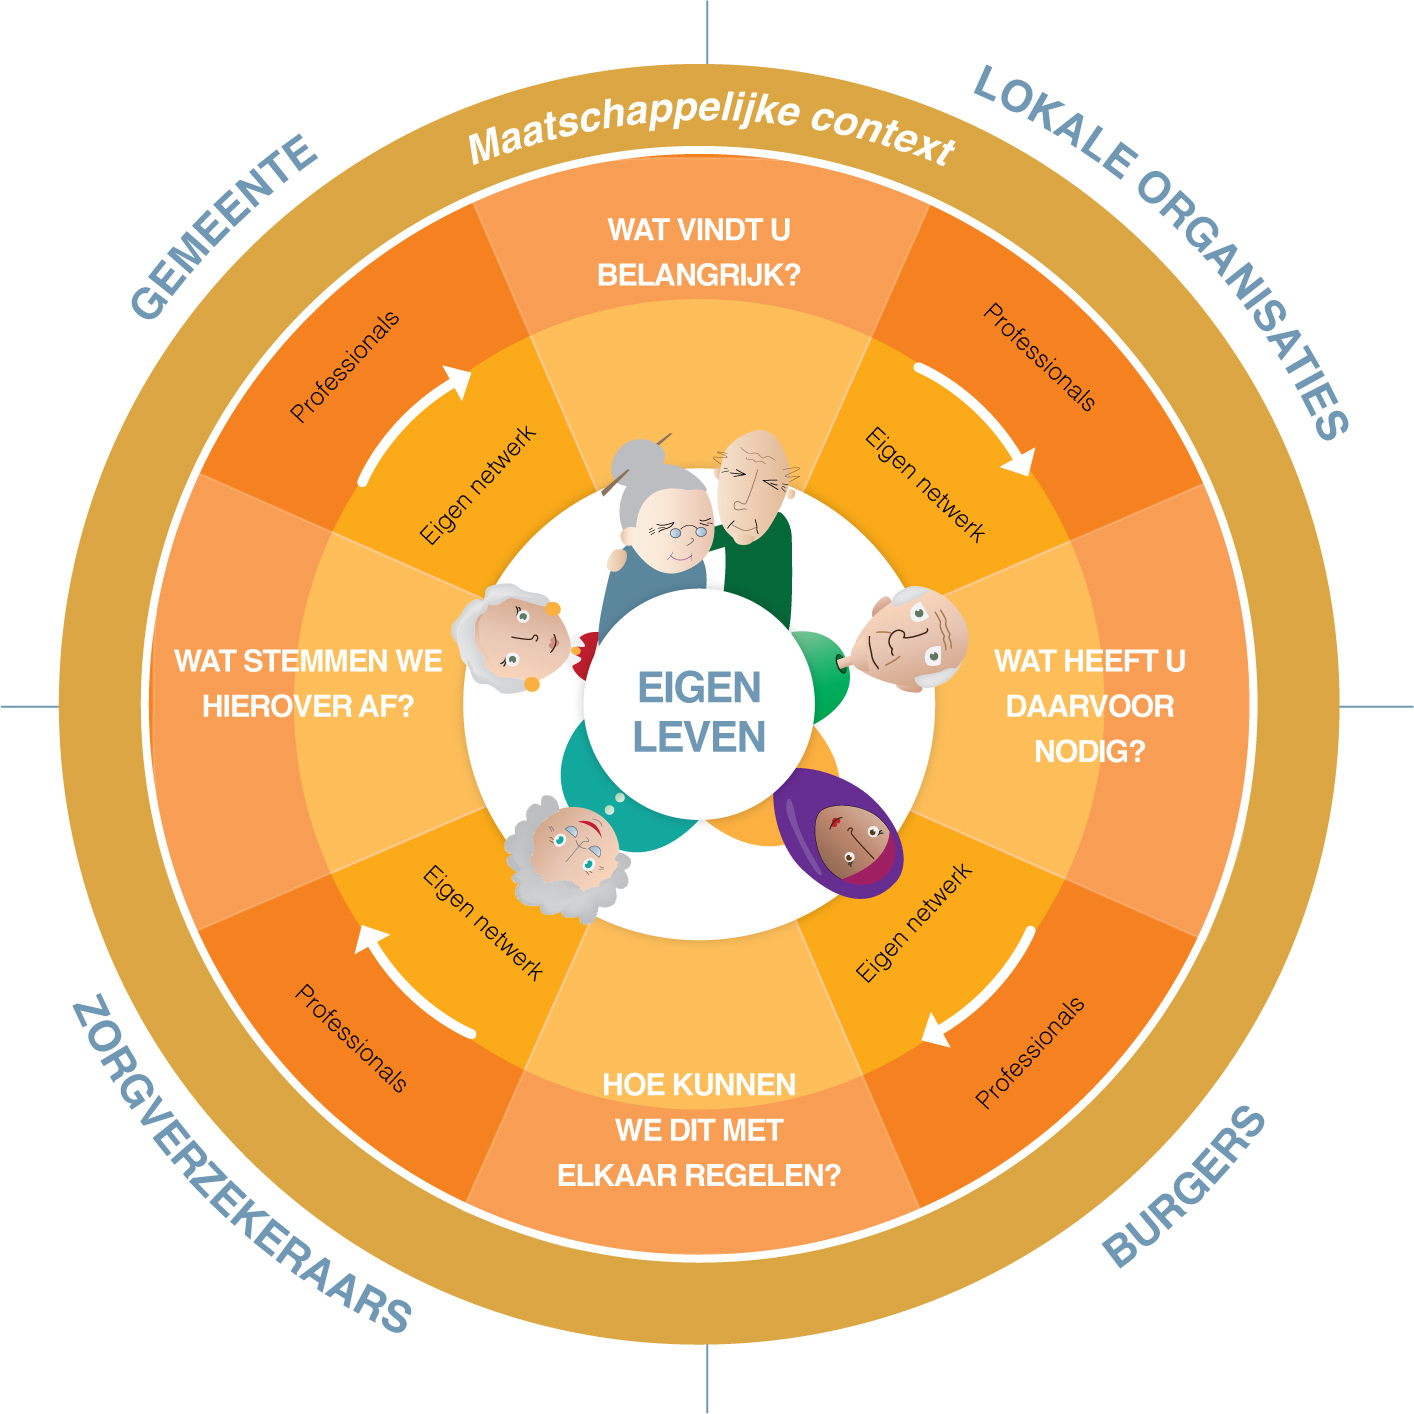 LOKALE ORGANISATIES
GEMEENTE
Maatschappelijke context
WAT VINDT U
BELANGRIJK?
Professionals
Professionals
Eigen netwerk
Eigen netwerk
WAT STEMMEN WE
HIEROVER AF?
EIGEN
LEVEN
WAT HEEFT U
DAARVOOR
NODIG?
Eigen netwerk
Eigen netwerk
Professionals
Professionals
HOE KUNNEN
WE DIT MET
ELKAAR REGELEN?
ZORGVERZEKERAARS
BURGERS